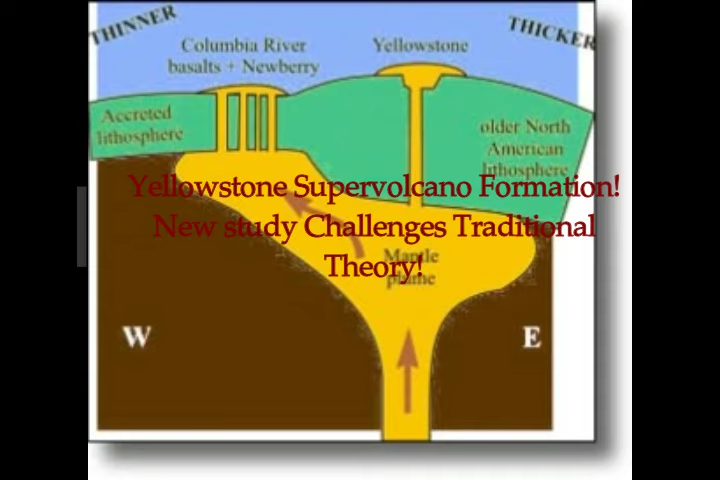 THINNER
THICKER
Columbia River
basalts + Newberry
Yellowstone
Accreted
lithosphere
older North
American
lithosphere
Yellowstone Supervolcano Formation!
New study Challenges Traditional
Theory!
Mantle
plume
W
E